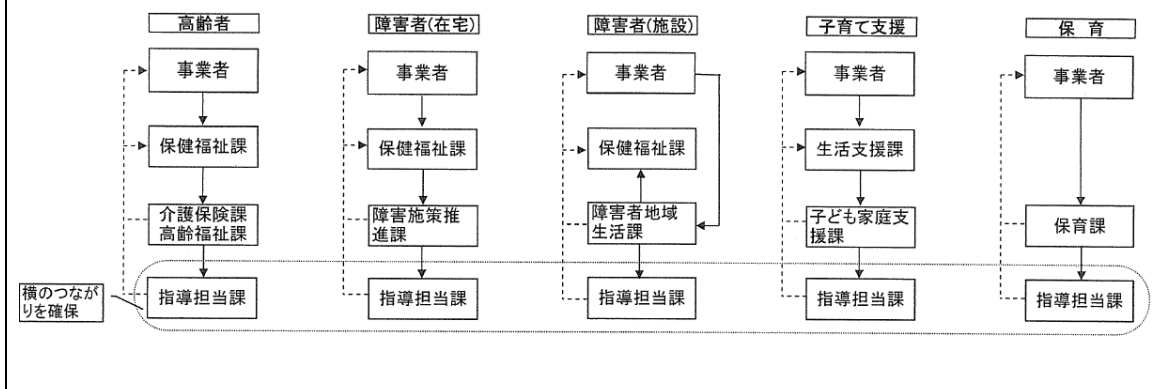 高齢者
事業者
保健福祉課
介護保険課
高齢福祉課
指導担当課
障害者(在宅)
事業者
保健福祉課
障害施策推
進課
指導担当課
障害者(施設)
事業者
保健福祉課
障害者地域
生活課
指導担当課
子育て支援
事業者
生活支援課
子ども家庭支
援課
指導担当課
保 育
事業者
保育課
指導担当課
横のつなが
りを確保